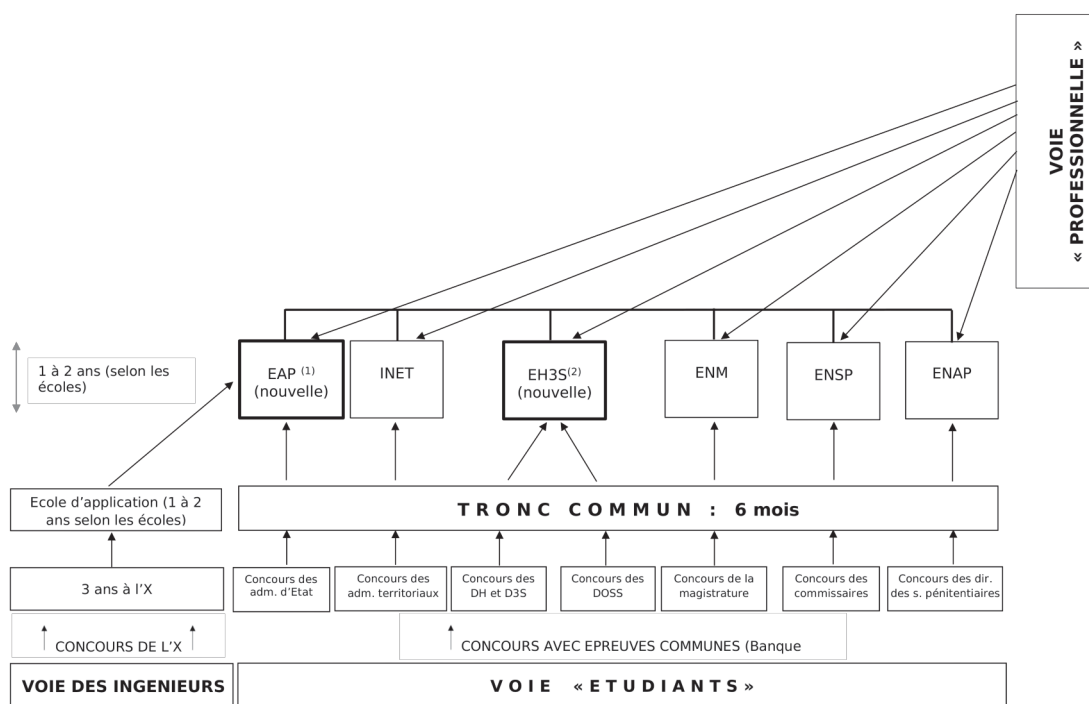 VOIE
« PROFESSIONNELLE »
1 à 2 ans (selon les
écoles)
EAP (1)
(nouvelle)
INET
EH3S(2)
(nouvelle)
ENM
ENSP
ENAP
Ecole d’application (1 à 2
ans selon les écoles)
TRONC COMMUN : 6 mois
3 ans à l’X
Concours des
adm. d’Etat
Concours des
adm. territoriaux
Concours des
DH et D3S
Concours des
DOSS
Concours de la
magistrature
Concours des
commissaires
Concours des dir.
des s. pénitentiaires
CONCOURS DE L’X
CONCOURS AVEC EPREUVES COMMUNES (Banque
VOIE DES INGENIEURS
VOIE «ETUDIANTS»